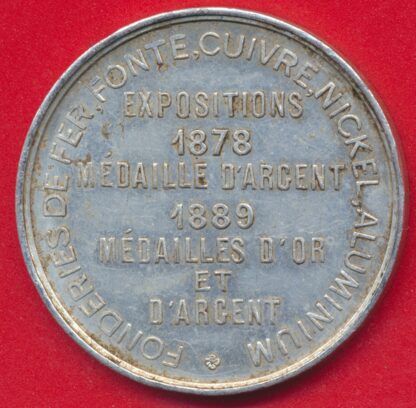 FONDERIES DE FER, FONTE, CUIVRE, NICKEL, ALUMINIUM
EXPOSITIONS
1878
MÉDAILLE D'ARGENT
1889
MÉDAILLES D'OR
ET
D'ARGENT